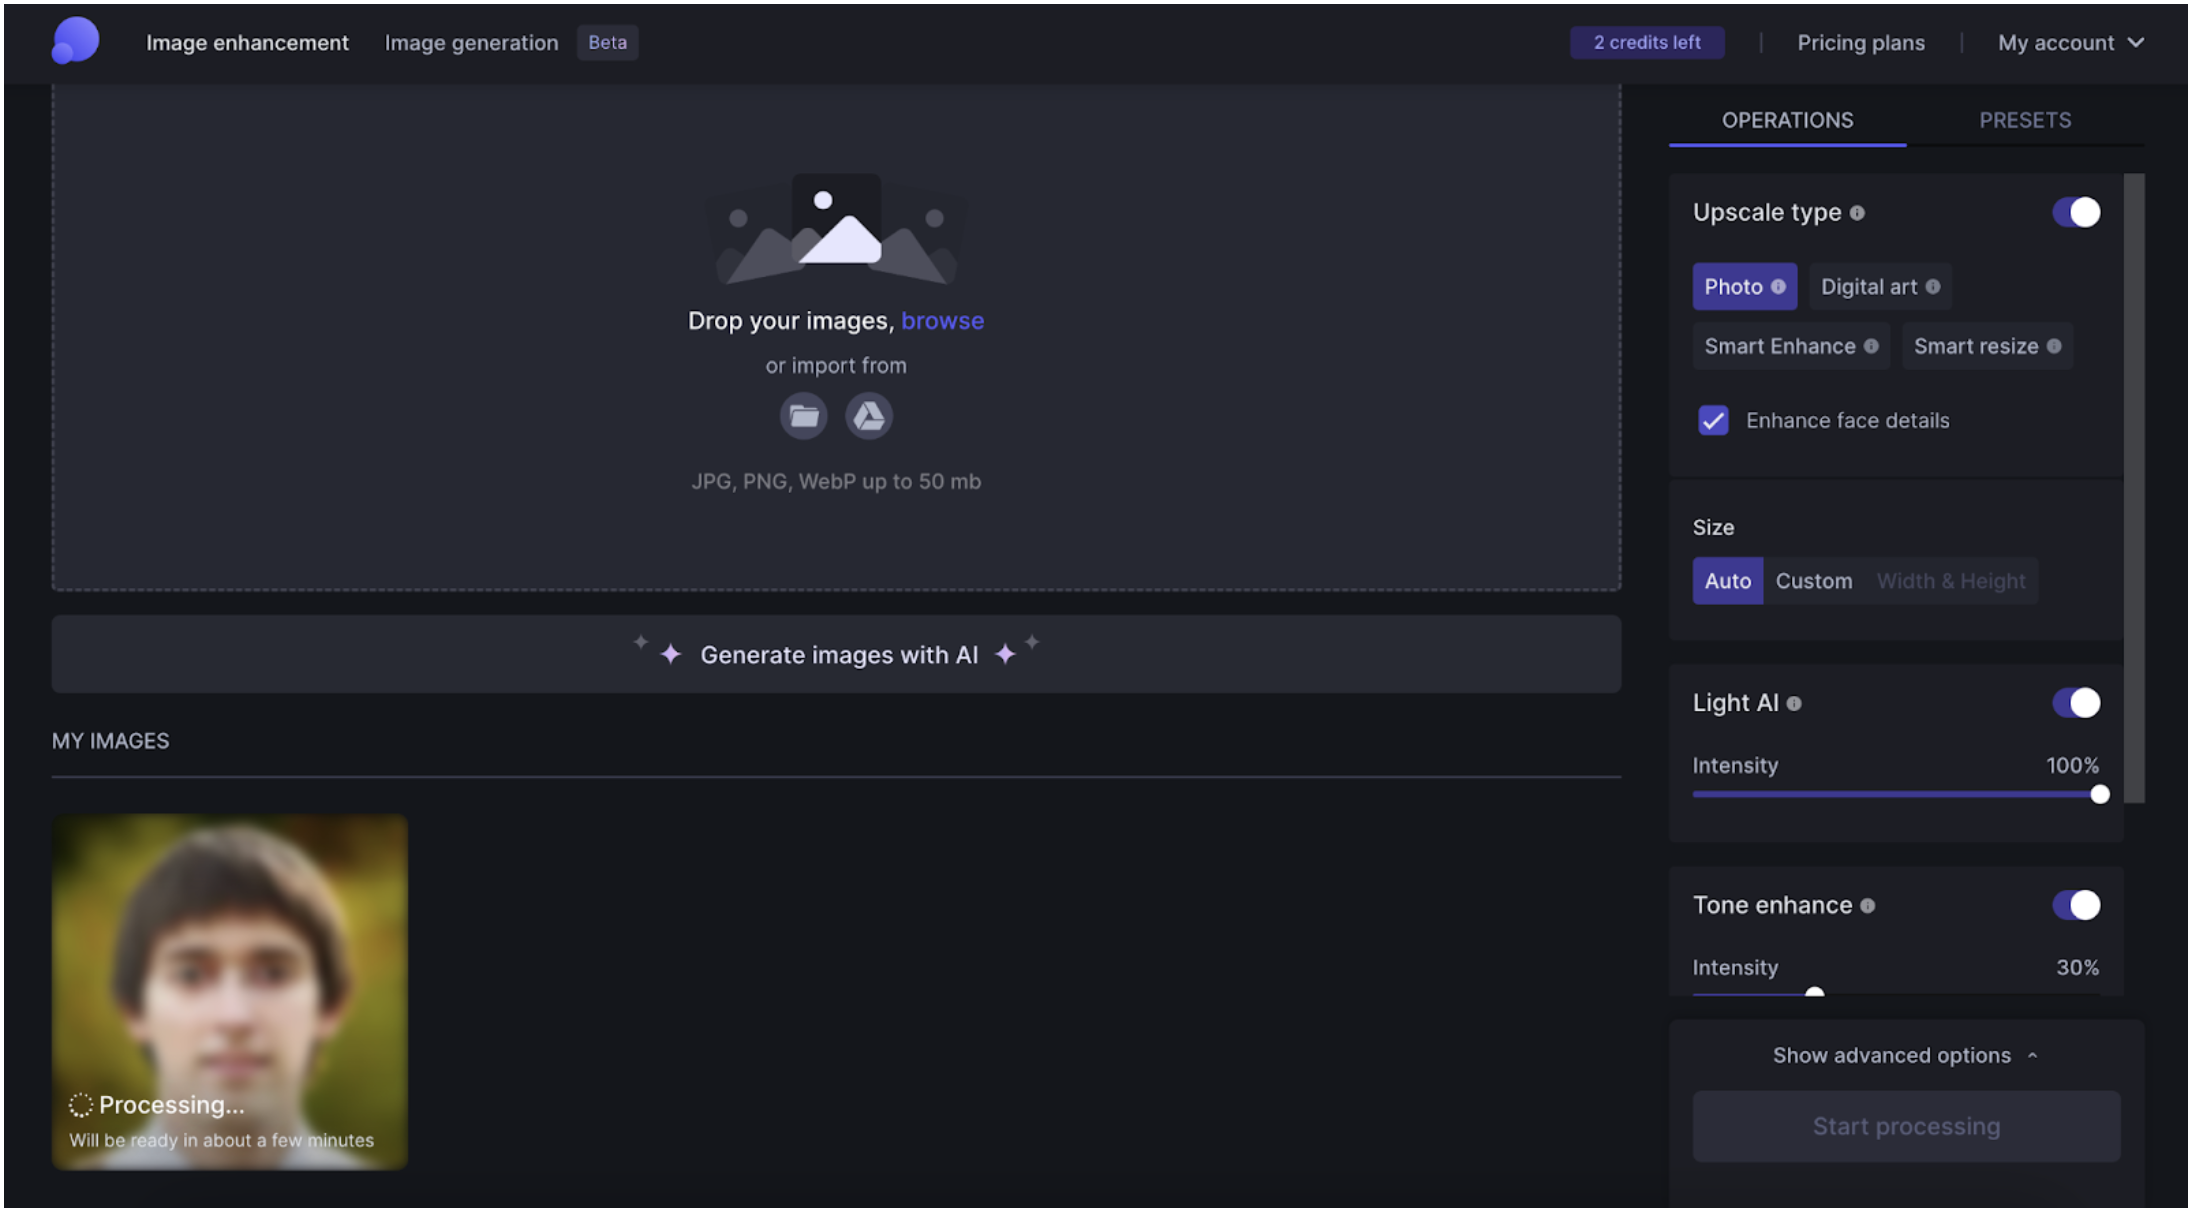 Image enhancement
Image generation
Beta
2 credits left
Pricing plans
My account
Drop your images, browse
or import from
JPG, PNG, WebP up to 50 mb
Generate images with AI
MY IMAGES
Processing...
Will be ready in about a few minutes
OPERATIONS
PRESETS
Upscale type
Photo
Digital art
Smart Enhance
Smart resize
Enhance face details
Size
Auto
Custom
Width & Height
Light AI
Intensity
100%
Tone enhance
Intensity
30%
Show advanced options
Start processing